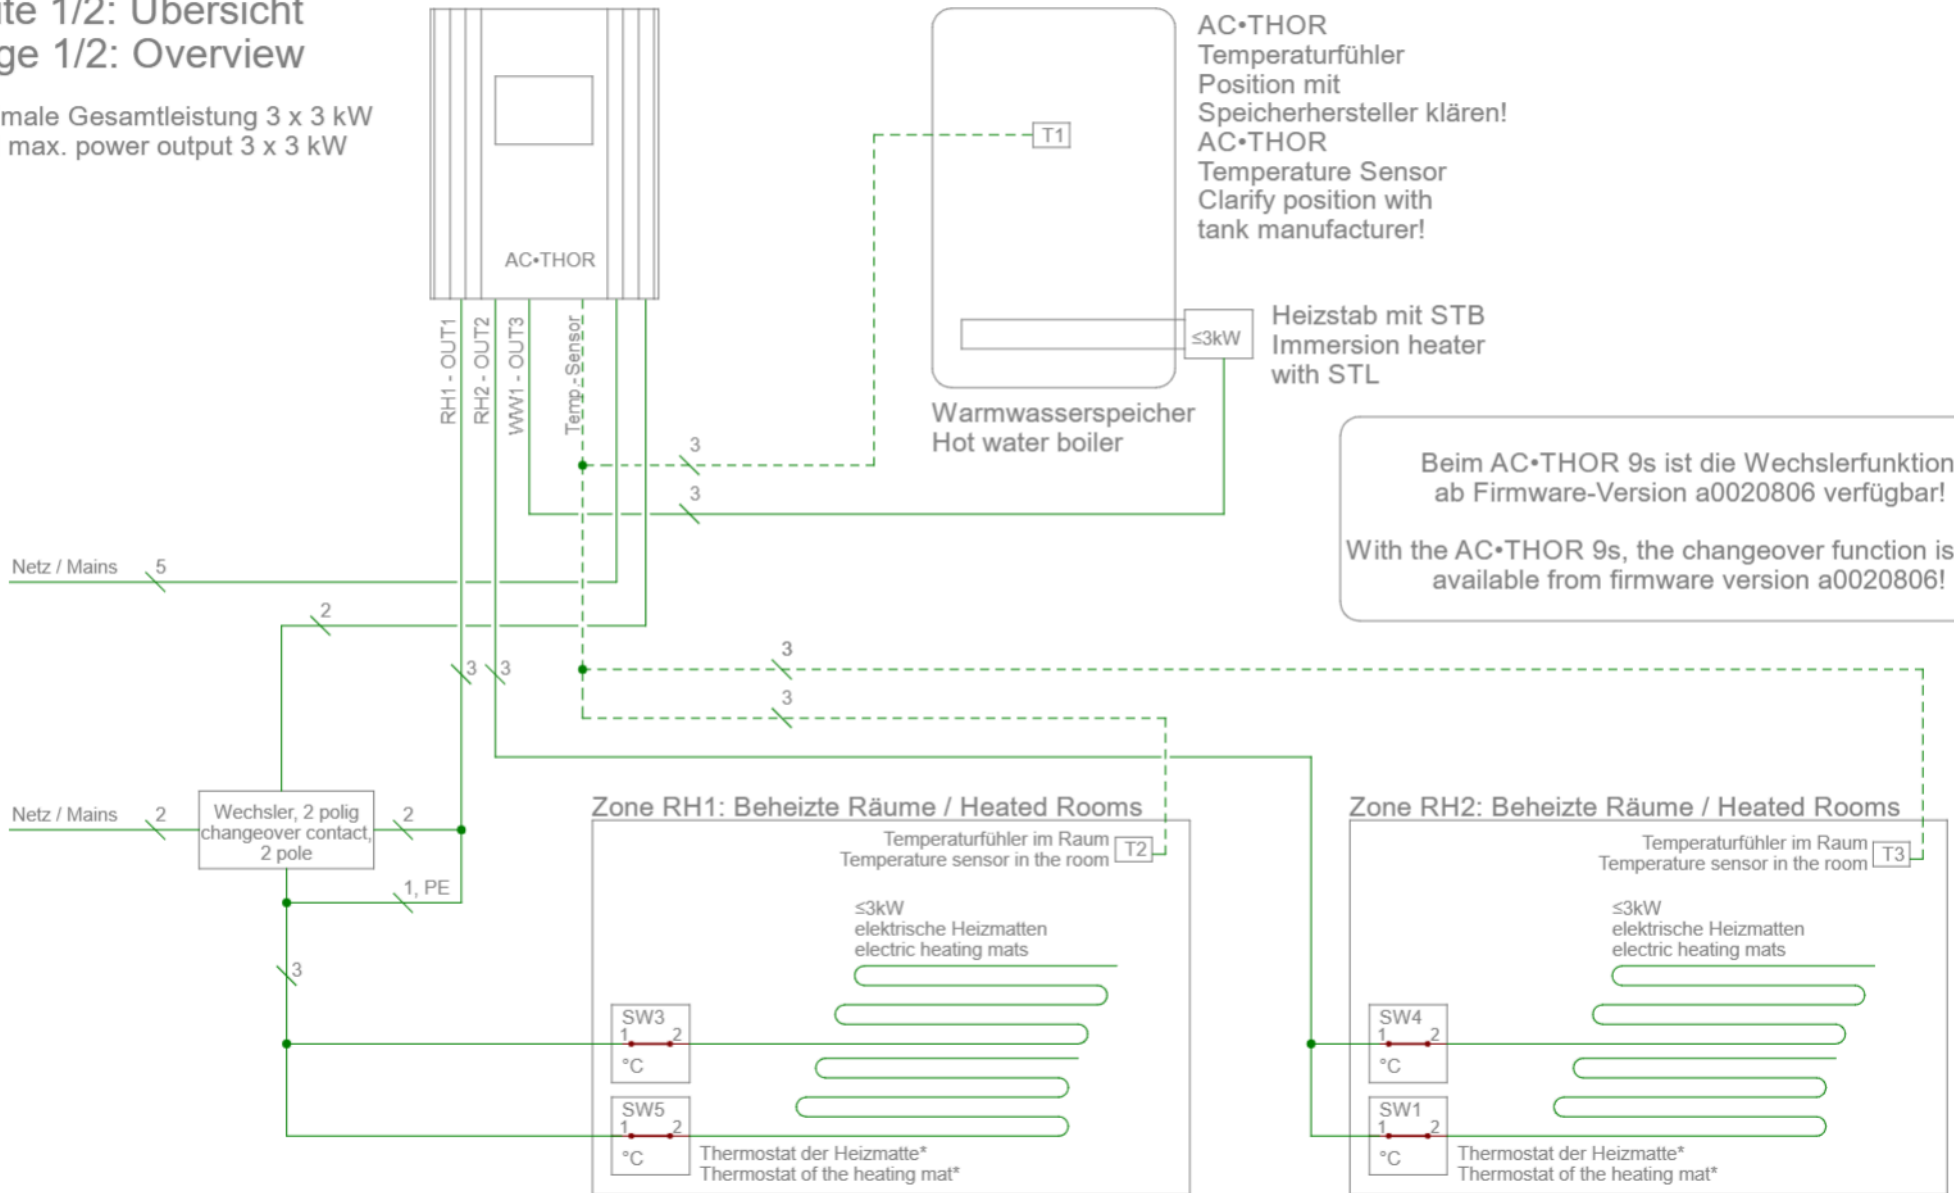 ite 1/2: Übersicht
ge 1/2: Overview
male Gesamtleistung 3 x 3 kW
max. power output 3 x 3 kW
AC•THOR
RH1 - OUT1
RH2 - OUT2
WW1 - OUT3
Temp.-Sensor
T1
AC•THOR
Temperaturfühler
Position mit
Speicherhersteller klären!
AC•THOR
Temperature Sensor
Clarify position with
tank manufacturer!
≤3kW
Heizstab mit STB
Immersion heater
with STL
Warmwasserspeicher
Hot water boiler
3
3
Beim AC•THOR 9s ist die Wechslerfunktion
ab Firmware-Version a0020806 verfügbar!
With the AC•THOR 9s, the changeover function is
available from firmware version a0020806!
Netz / Mains 5
2
3 3
3
3
Netz / Mains 2
Wechsler, 2 polig
changeover contact,
2 pole
2
1, PE
3
Zone RH1: Beheizte Räume / Heated Rooms
Temperaturfühler im Raum
Temperature sensor in the room
T2
≤3kW
elektrische Heizmatten
electric heating mats
SW3
1 2
°C
SW5
1 2
°C
Thermostat der Heizmatte*
Thermostat of the heating mat*
Zone RH2: Beheizte Räume / Heated Rooms
Temperaturfühler im Raum
Temperature sensor in the room
T3
≤3kW
elektrische Heizmatten
electric heating mats
SW4
1 2
°C
SW1
1 2
°C
Thermostat der Heizmatte*
Thermostat of the heating mat*